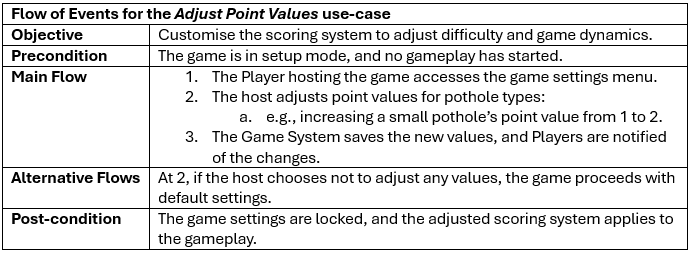 Flow of Events for the Adjust Point Values use-case
Objective Customise the scoring system to adjust difficulty and game dynamics.
Precondition The game is in setup mode, and no gameplay has started.
Main Flow 1. The Player hosting the game accesses the game settings menu.
2. The host adjusts point values for pothole types:
a. e.g., increasing a small pothole's point value from 1 to 2.
3. The Game System saves the new values, and Players are notified
of the changes.
Alternative Flows At 2, if the host chooses not to adjust any values, the game proceeds with
default settings.
Post-condition The game settings are locked, and the adjusted scoring system applies to
the gameplay.